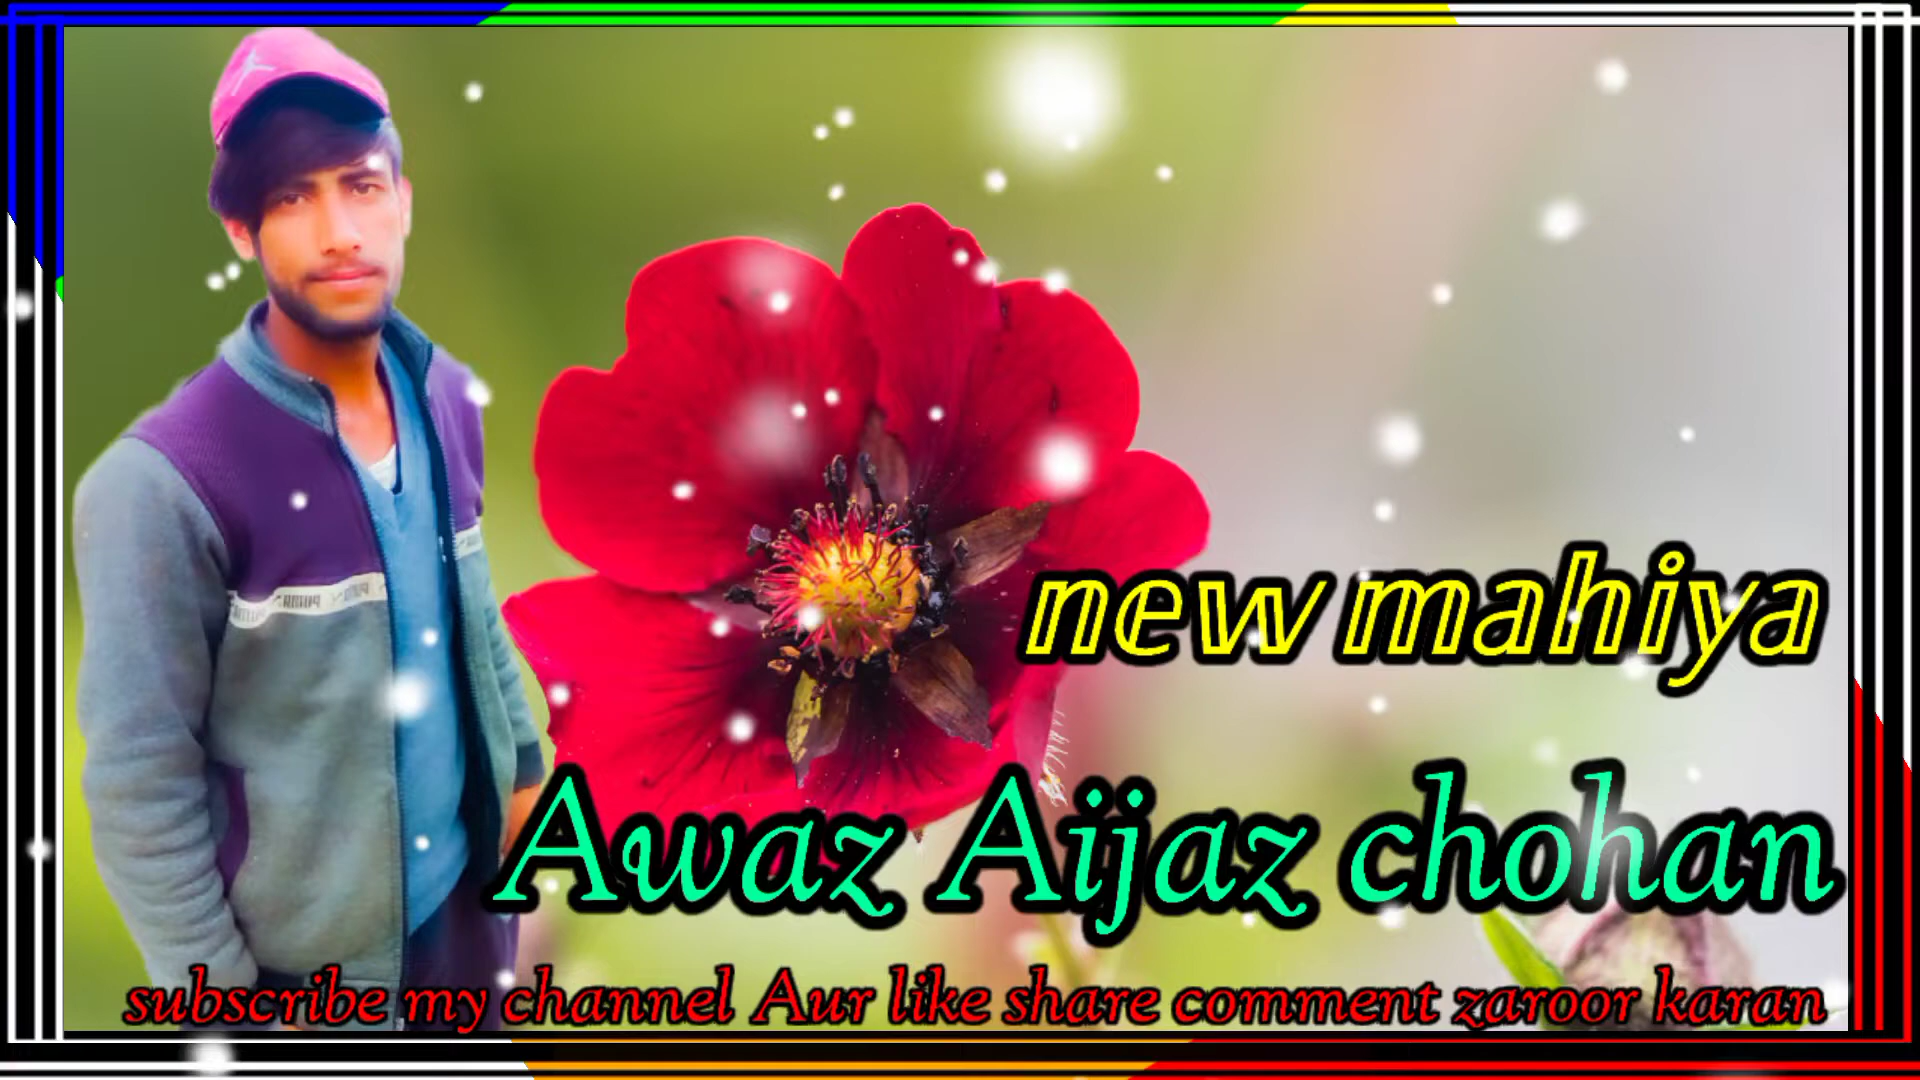 new mahiya
Awaz Aijaz chohan
subscribe my channel Aur like share comment zaroor karan